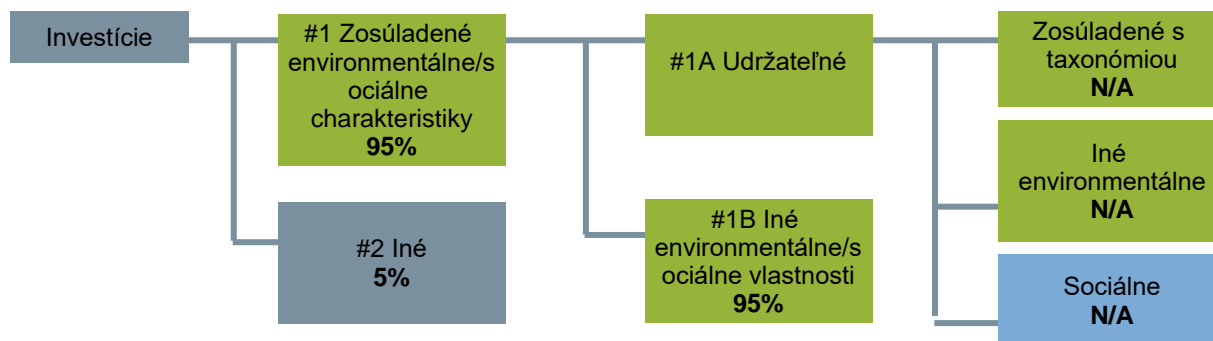 Investície
#1 Zosúladené
environmentálne/s
ociálne
charakteristiky
95%
#2 Iné
5%
#1A Udržateľné
#1B Iné
environmentálne/s
ociálne vlastnosti
95%
Zosúladené s
taxonómiou
N/A
Iné
environmentálne
N/A
Sociálne
N/A